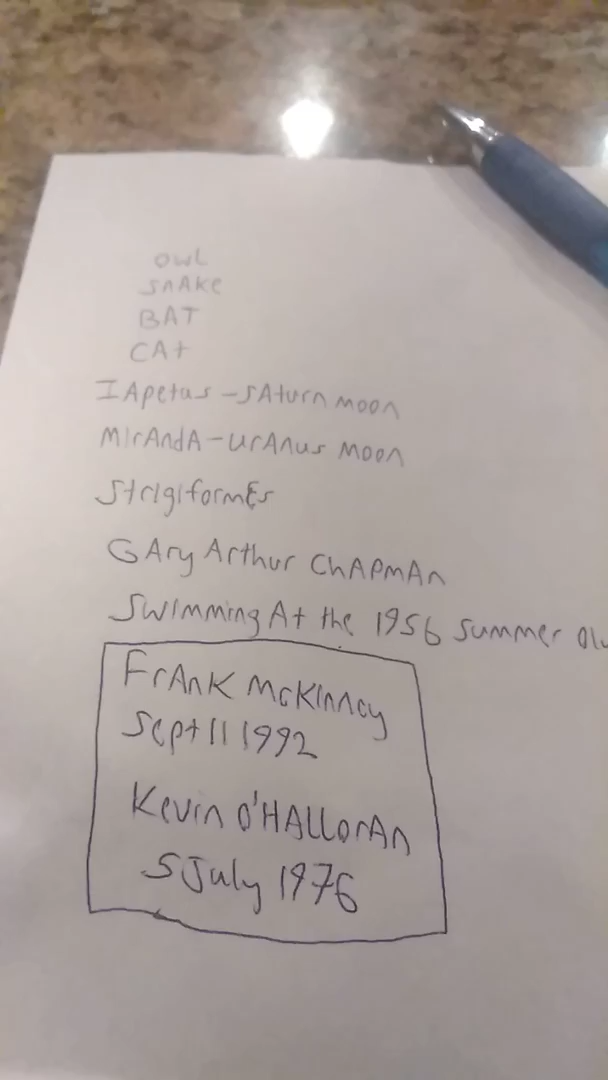 OWL
SNAKE
BAT
CAt
IApetus - SAturn moon
MirAndA - UrAnus Moon
StrigiformEs
GAry Arthur ChAPMAn
Swimming At the 1956 Summer
FrAnK McKinney
Sept 11 1992
Kevin O'HAllorAn
5 July 1976